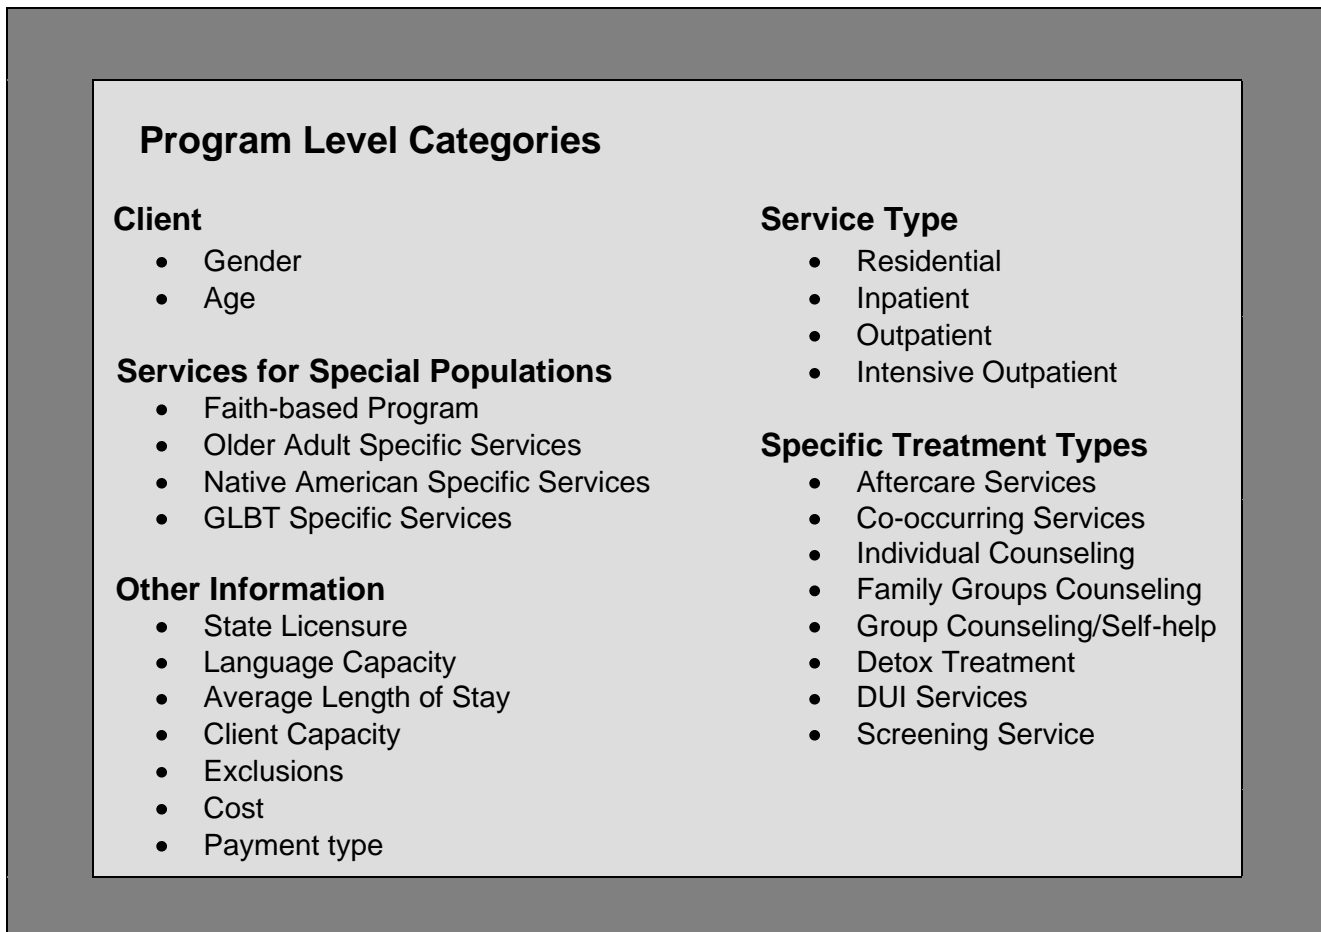 Program Level Categories
Client
• Gender
• Age
Services for Special Populations
• Faith-based Program
• Older Adult Specific Services
• Native American Specific Services
• GLBT Specific Services
Other Information
• State Licensure
• Language Capacity
• Average Length of Stay
• Client Capacity
• Exclusions
• Cost
• Payment type
Service Type
• Residential
• Inpatient
• Outpatient
• Intensive Outpatient
Specific Treatment Types
• Aftercare Services
• Co-occurring Services
• Individual Counseling
• Family Groups Counseling
• Group Counseling/Self-help
• Detox Treatment
• DUI Services
• Screening Service